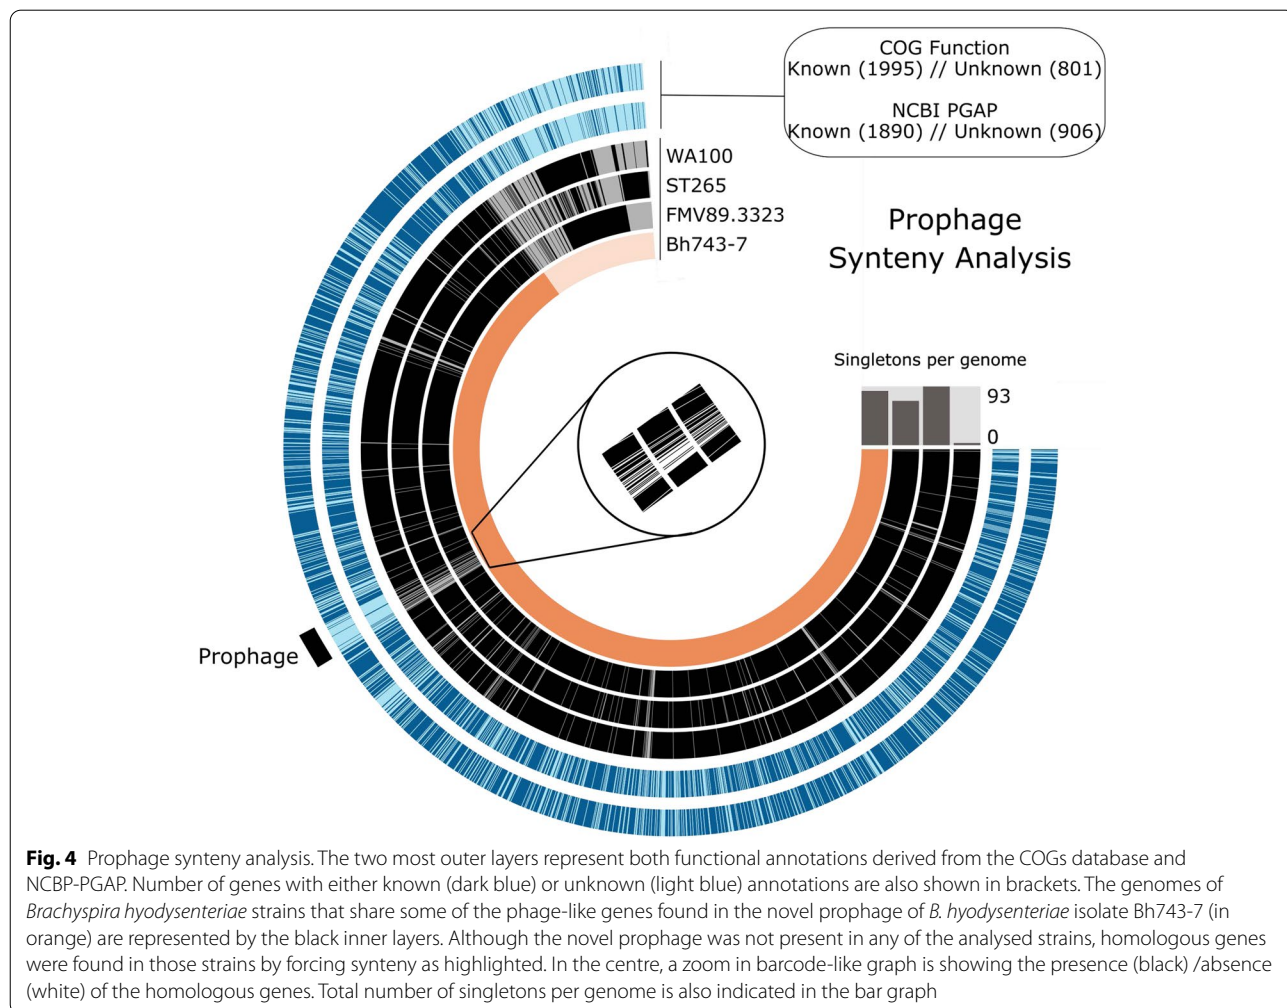 COG Function
Known (1995) // Unknown (801)
NCBI PGAP
Known (1890) // Unknown (906)
WA100
ST265
FMV89.3323
Bh743-7
Prophage
Synteny Analysis
Singletons per genome
93
0
Prophage
Fig. 4 Prophage synteny analysis. The two most outer layers represent both functional annotations derived from the COGs database and
NCBP-PGAP. Number of genes with either known (dark blue) or unknown (light blue) annotations are also shown in brackets. The genomes of
Brachyspira hyodysenteriae strains that share some of the phage-like genes found in the novel prophage of B. hyodysenteriae isolate Bh743-7 (in
orange) are represented by the black inner layers. Although the novel prophage was not present in any of the analysed strains, homologous genes
were found in those strains by forcing synteny as highlighted. In the centre, a zoom in barcode-like graph is showing the presence (black) /absence
(white) of the homologous genes. Total number of singletons per genome is also indicated in the bar graph